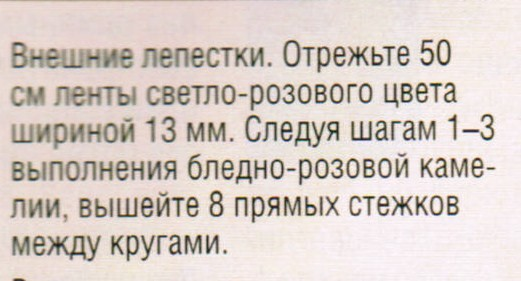 Внешние лепестки. Отрежьте 50
см ленты светло-розового цвета
шириной 13 мм. Следуя шагам 1–3
выполнения бледно-розовой каме-
лии, вышейте 8 прямых стежков
между кругами.